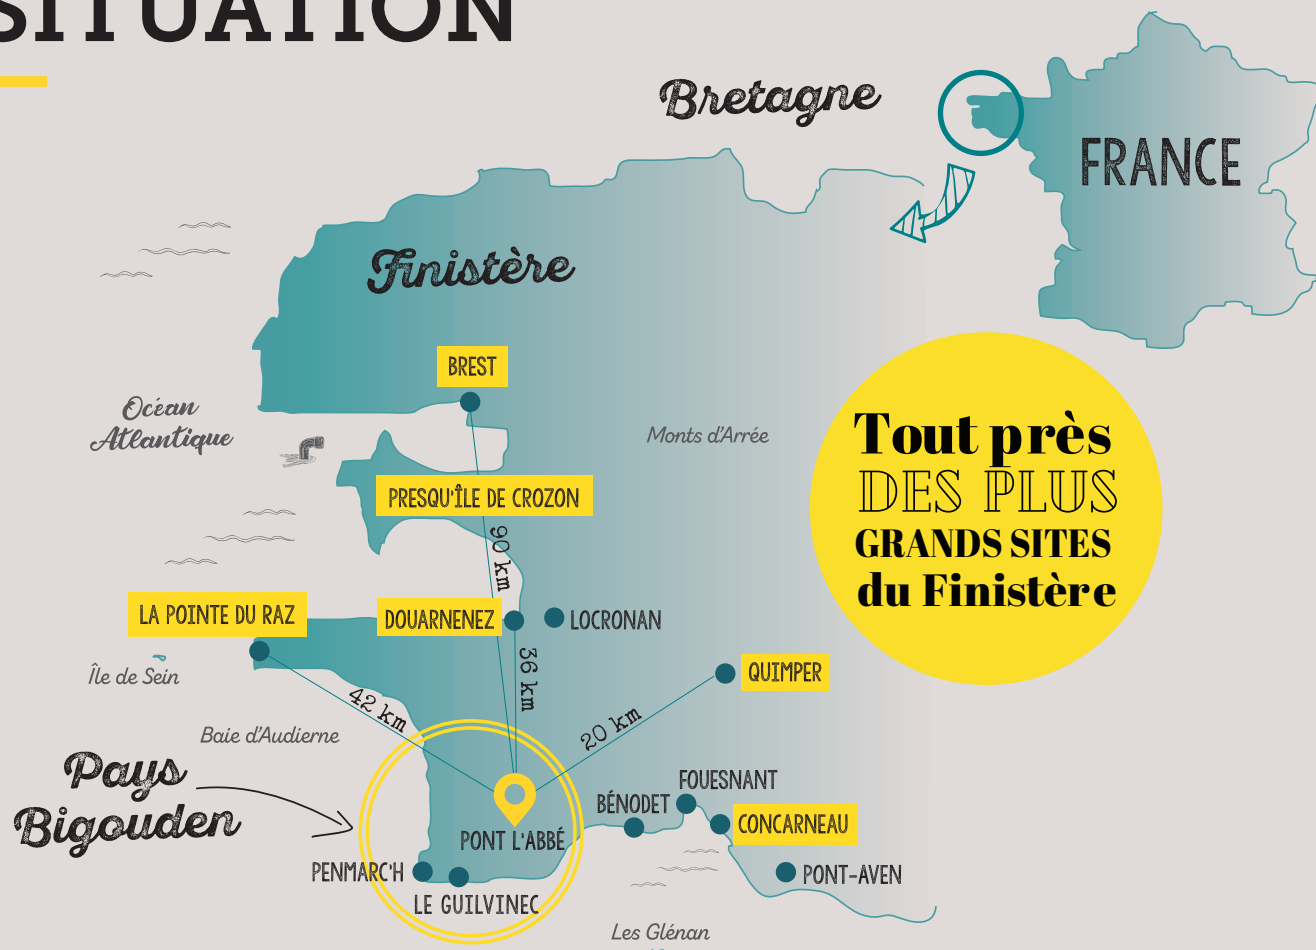 SITUATION
Bretagne
FRANCE
Finistère
BREST
Océan
Atlantique
Monts d'Arrée
Tout près
DES PLUS
GRANDS SITES
du Finistère
PRESQU'ÎLE DE CROZON
90 km
LA POINTE DU RAZ
DOUARNENEZ
LOCRONAN
Île de Sein
36 km
QUIMPER
42 km
20 km
Baie d'Audierne
Pays
Bigouden
FOUESNANT
BÉNODET
CONCARNEAU
PONT L'ABBÉ
PENMARC'H
PONT-AVEN
LE GUILVINEC
Les Glénan